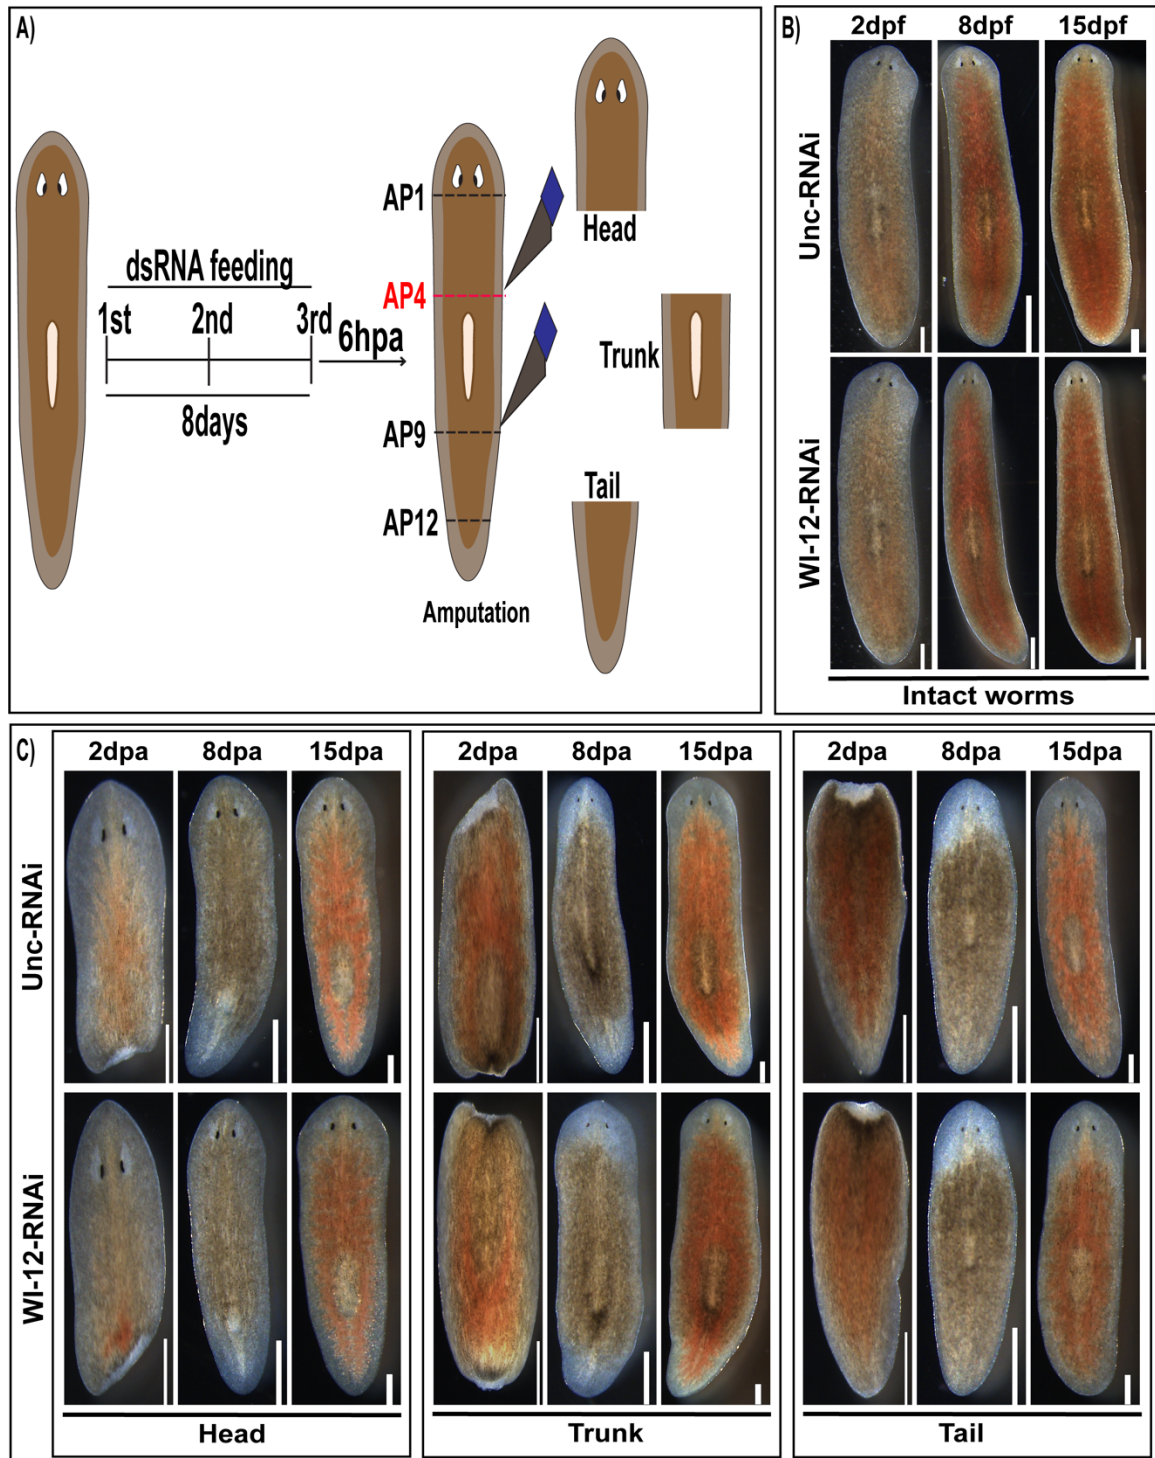 A)
dsRNA feeding
1st 2nd 3rd
8days
6hpa
AP1
AP4
AP9
AP12
Amputation
Head
Trunk
Tail
B)
2dpf 8dpf 15dpf
Unc-RNAi
WI-12-RNAi
Intact worms
C)
2dpa 8dpa 15dpa
2dpa 8dpa 15dpa
2dpa 8dpa 15dpa
Unc-RNAi
WI-12-RNAi
Head
Trunk
Tail